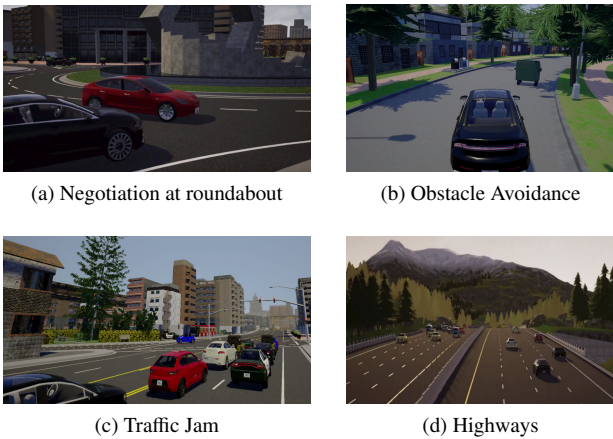 (a) Negotiation at roundabout
(b) Obstacle Avoidance
(c) Traffic Jam
(d) Highways